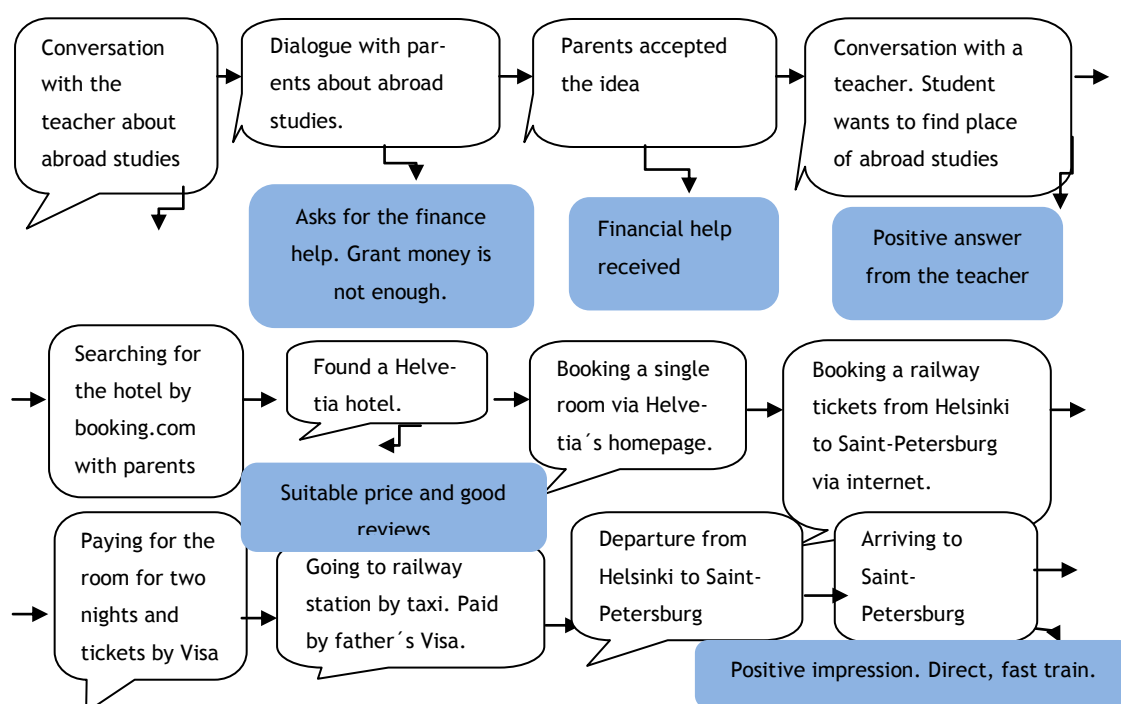 Conversation
with the
teacher about
abroad studies
Dialogue with par-
ents about abroad
studies.
Parents accepted
the idea
Conversation with a
teacher. Student
wants to find place
of abroad studies
Asks for the finance
help. Grant money is
not enough.
Financial help
received
Positive answer
from the teacher
Searching for
the hotel by
booking.com
with parents
Found a Helve-
tia hotel.
Booking a single
room via Helve-
tia´s homepage.
Booking a railway
tickets from Helsinki
to Saint-Petersburg
via internet.
Suitable price and good
reviews
Paying for the
room for two
nights and
tickets by Visa
Going to railway
station by taxi. Paid
by father´s Visa.
Departure from
Helsinki to Saint-
Petersburg
Arriving to
Saint-
Petersburg
Positive impression. Direct, fast train.